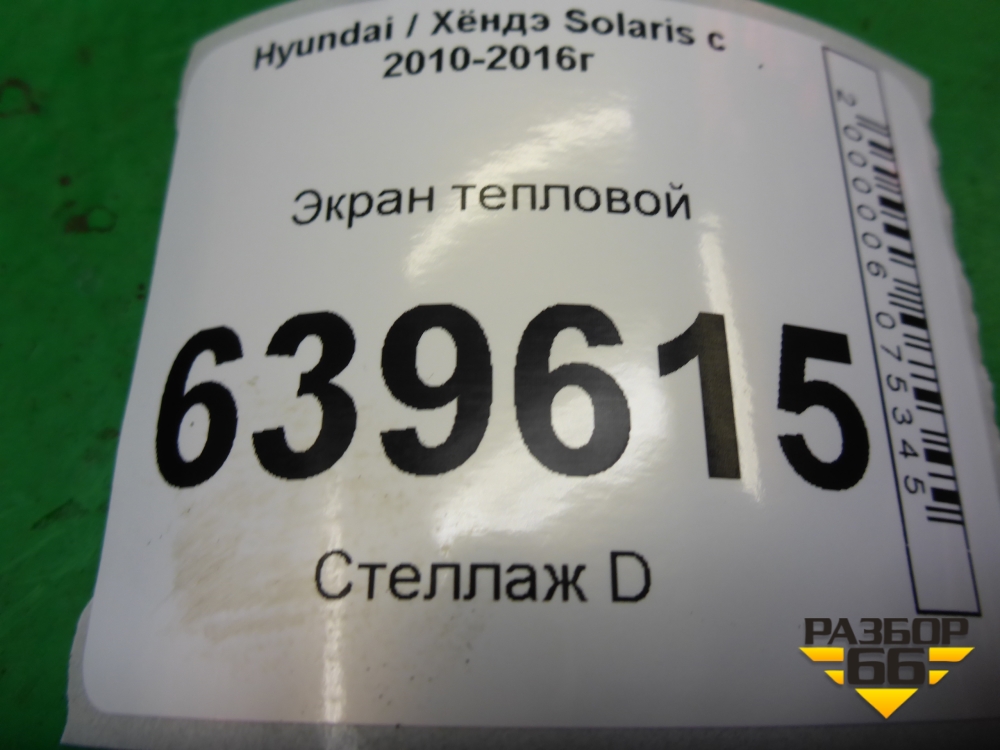 Hyundai / Хёндэ Solaris с
2010-2016г
Экран тепловой
639615
Стеллаж D
2000006075345
РАЗБОР
66